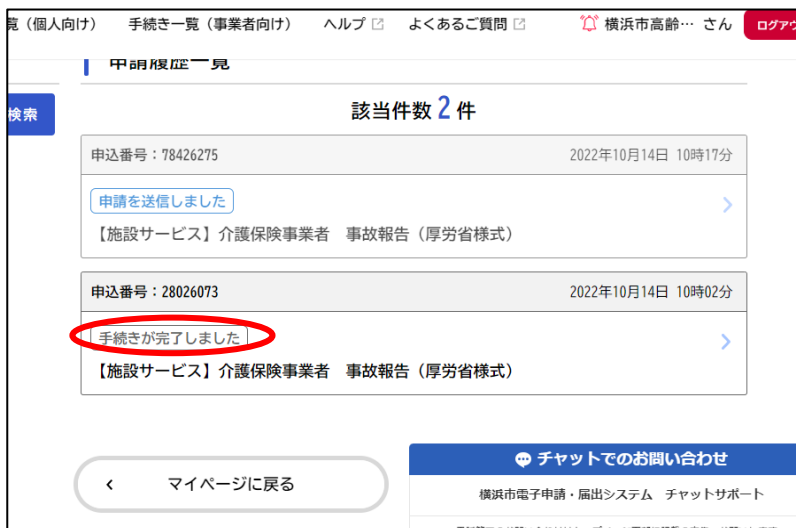 覧（個人向け） 手続き一覧（事業者向け） ヘルプ よくあるご質問 横浜市高齢… さん ログアウ
申請履歴一覧
検索
該当件数 2 件
申込番号：78426275 2022年10月14日 10時17分
申請を送信しました
【施設サービス】介護保険事業者 事故報告（厚労省様式）
申込番号：28026073 2022年10月14日 10時02分
手続きが完了しました
【施設サービス】介護保険事業者 事故報告（厚労省様式）
チャットでのお問い合わせ
‹ マイページに戻る
横浜市電子申請・届出システム チャットサポート